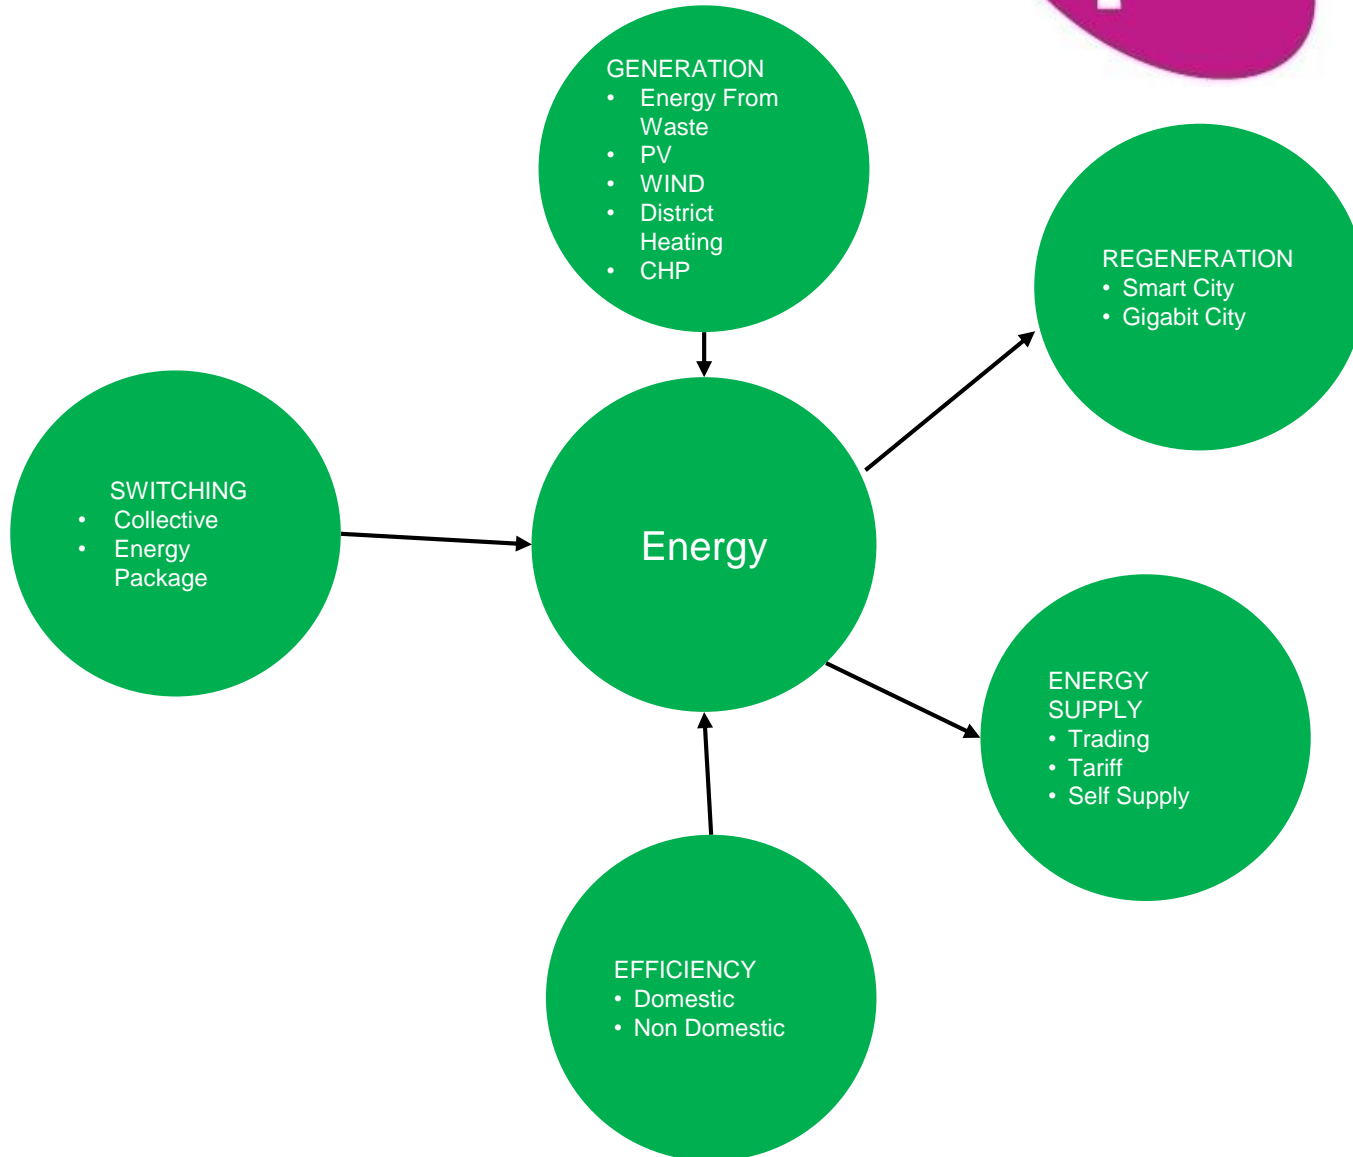 GENERATION
• Energy From
Waste
• PV
• WIND
• District
Heating
• CHP
REGENERATION
• Smart City
• Gigabit City
SWITCHING
• Collective
• Energy
Package
Energy
ENERGY
SUPPLY
• Trading
• Tariff
• Self Supply
EFFICIENCY
• Domestic
• Non Domestic